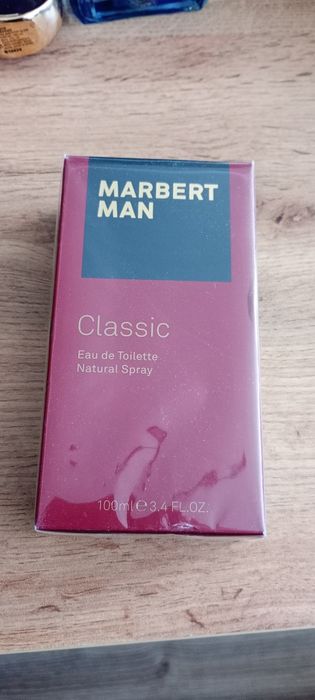 MARBERT
MAN
Classic
Eau de Toilette
Natural Spray
100ml ℮ 3.4 FL.OZ.